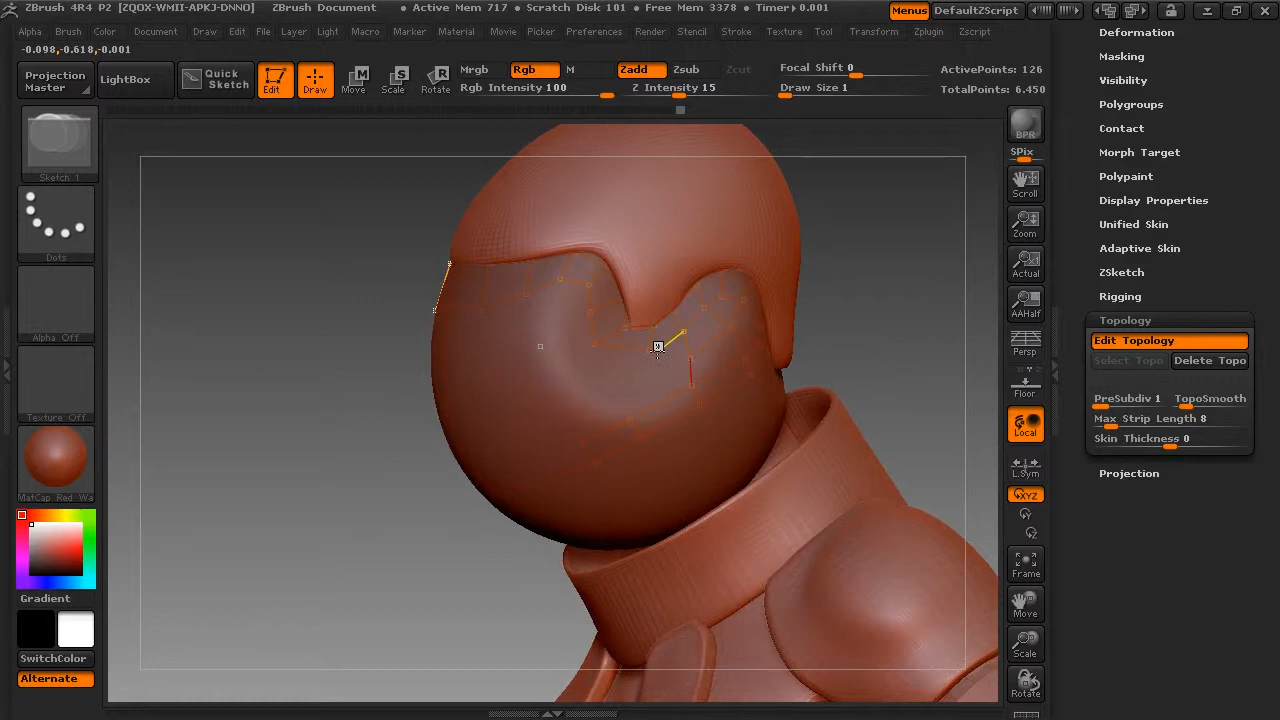 ZBrush 4R4 P2 [ZQOX-WMII-APKJ-DNNO] ZBrush Document • Active Mem 717 • Scratch Disk 101 • Free Mem 3378 • Timer▸0.001 Menus DefaultZScript
Alpha Brush Color Document Draw Edit File Layer Light Macro Marker Material Movie Picker Preferences Render Stencil Stroke Texture Tool Transform Zplugin Zscript
-0.098,-0.618,-0.001
Projection Master
LightBox
Quick Sketch
Edit
Draw
Move
Scale
Rotate
Mrgb Rgb M
Rgb Intensity 100
Zadd Zsub Zcut
Z Intensity 15
Focal Shift 0
Draw Size 1
ActivePoints: 126
TotalPoints: 6.450
Sketch 1
Dots
Alpha Off
Texture Off
MatCap Red Wa
Gradient
SwitchColor
Alternate
BPR
SPix
Scroll
Zoom
Actual
AAHalf
Persp
Floor
Local
L.Sym
XYZ
Y
Z
Frame
Move
Scale
Rotate
Deformation
Masking
Visibility
Polygroups
Contact
Morph Target
Polypaint
Display Properties
Unified Skin
Adaptive Skin
ZSketch
Rigging
Topology
Edit Topology
Select Topo Delete Topo
PreSubdiv 1 TopoSmooth
Max Strip Length 8
Skin Thickness 0
Projection